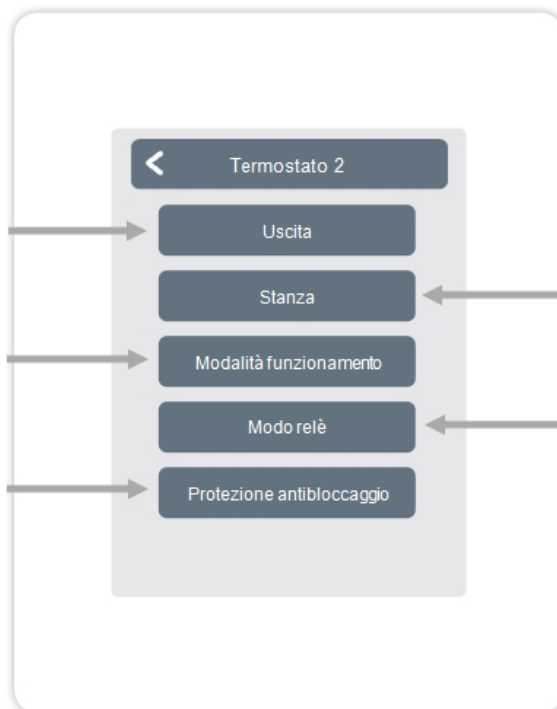 Termostato 2
Uscita
Stanza
Modalità funzionamento
Modo relè
Protezione antibloccaggio